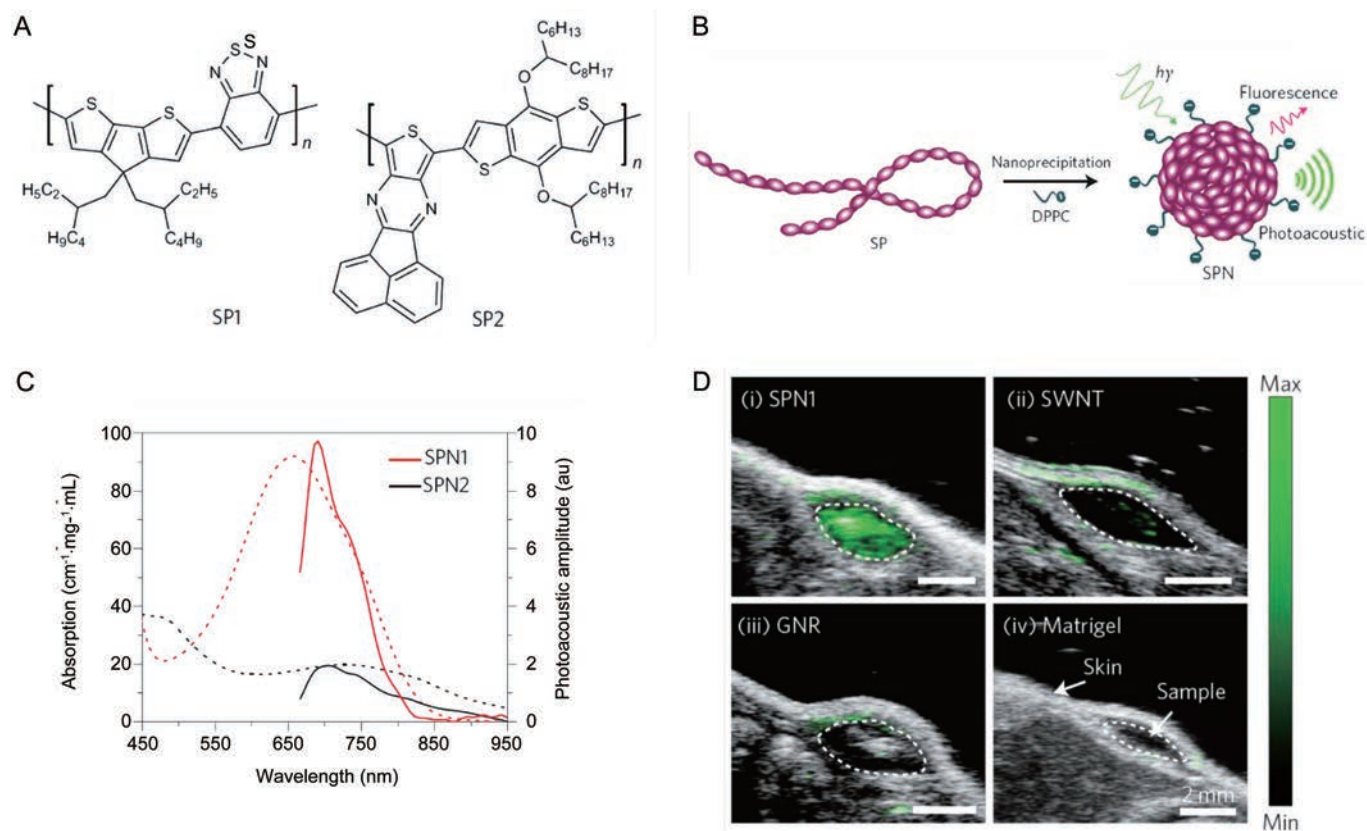 A
S
S
N
N
S
S
n
H5C2
C2H5
H9C4
C4H9
SP1
C6H13
C8H17
O
S
S
S
n
N
N
O
C8H17
C6H13
SP2
B
hγ
Fluorescence
Nanoprecipitation
DPPC
SP
Photoacoustic
SPN
C
100
80
60
40
20
0
Absorption (cm-1·mg-1·mL)
10
8
6
4
2
0
Photoacoustic amplitude (au)
SPN1
SPN2
450 550 650 750 850 950
Wavelength (nm)
D
(i) SPN1
(ii) SWNT
(iii) GNR
(iv) Matrigel
Skin
Sample
2 mm
Max
Min